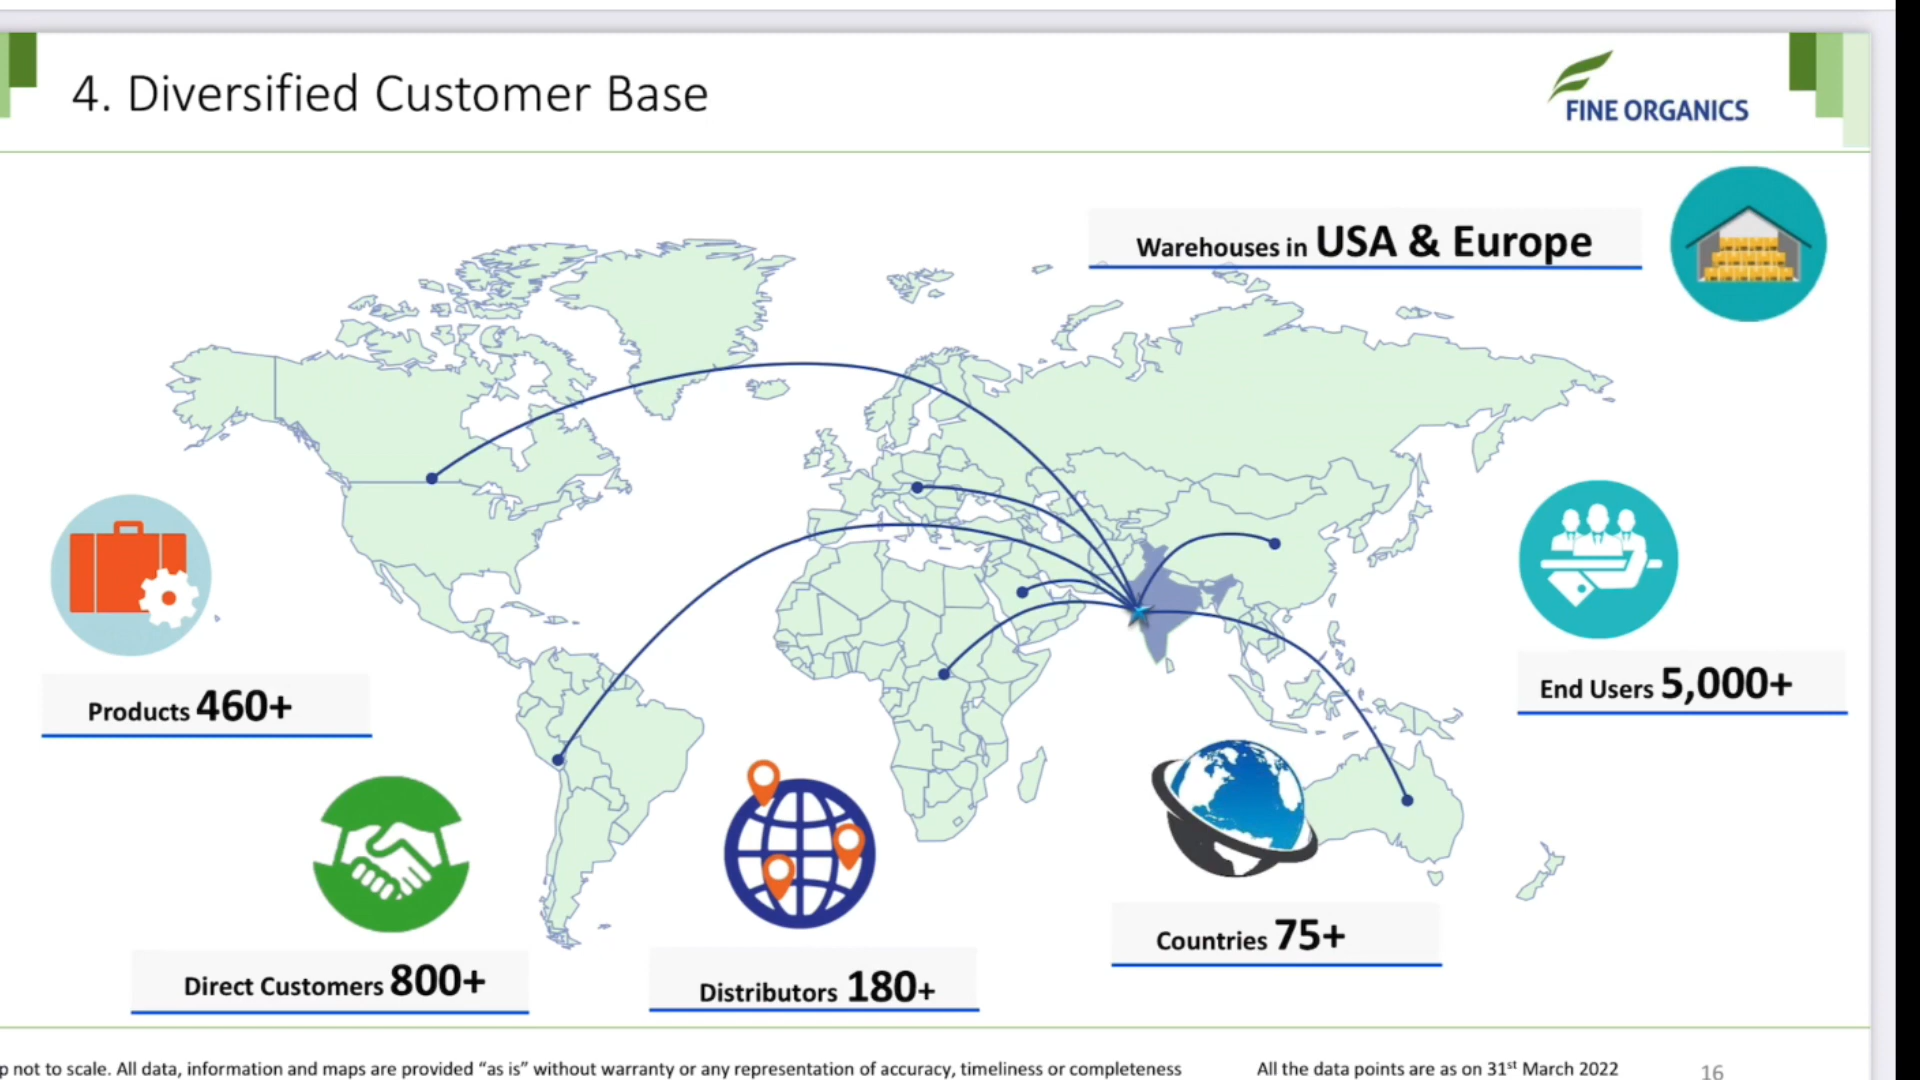 4. Diversified Customer Base
FINE ORGANICS
Warehouses in USA & Europe
Products 460+
End Users 5,000+
Direct Customers 800+
Distributors 180+
Countries 75+
p not to scale. All data, information and maps are provided “as is” without warranty or any representation of accuracy, timeliness or completeness
All the data points are as on 31st March 2022
16